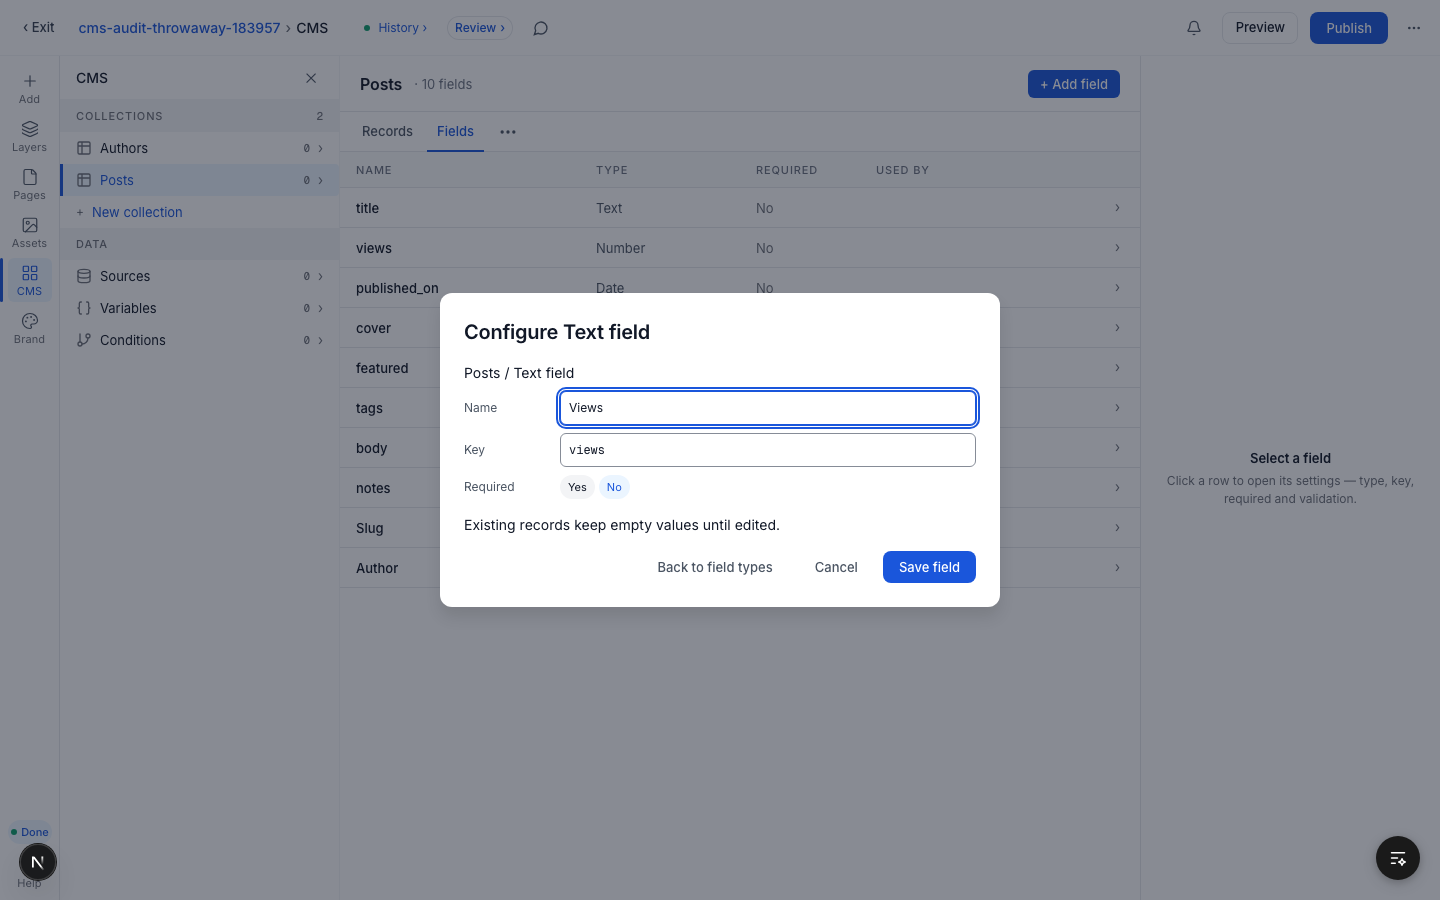 ‹ Exit cms-audit-throwaway-183957 › CMS History › Review › Preview Publish
CMS
Posts · 10 fields + Add field
Add
COLLECTIONS 2
Records Fields
Layers
Authors 0 ›
NAME TYPE REQUIRED USED BY
Pages
Posts 0 ›
title Text No ›
+ New collection
Assets
DATA
views Number No ›
Sources 0 ›
CMS
published_on Date No
Variables 0 ›
Brand
Conditions 0 ›
cover ›
featured ›
tags ›
body ›
notes ›
Slug ›
Author ›
Configure Text field
Posts / Text field
Name Views
Key views
Required Yes No
Existing records keep empty values until edited.
Back to field types Cancel Save field
Select a field
Click a row to open its settings — type, key,
required and validation.
Done
N
Help